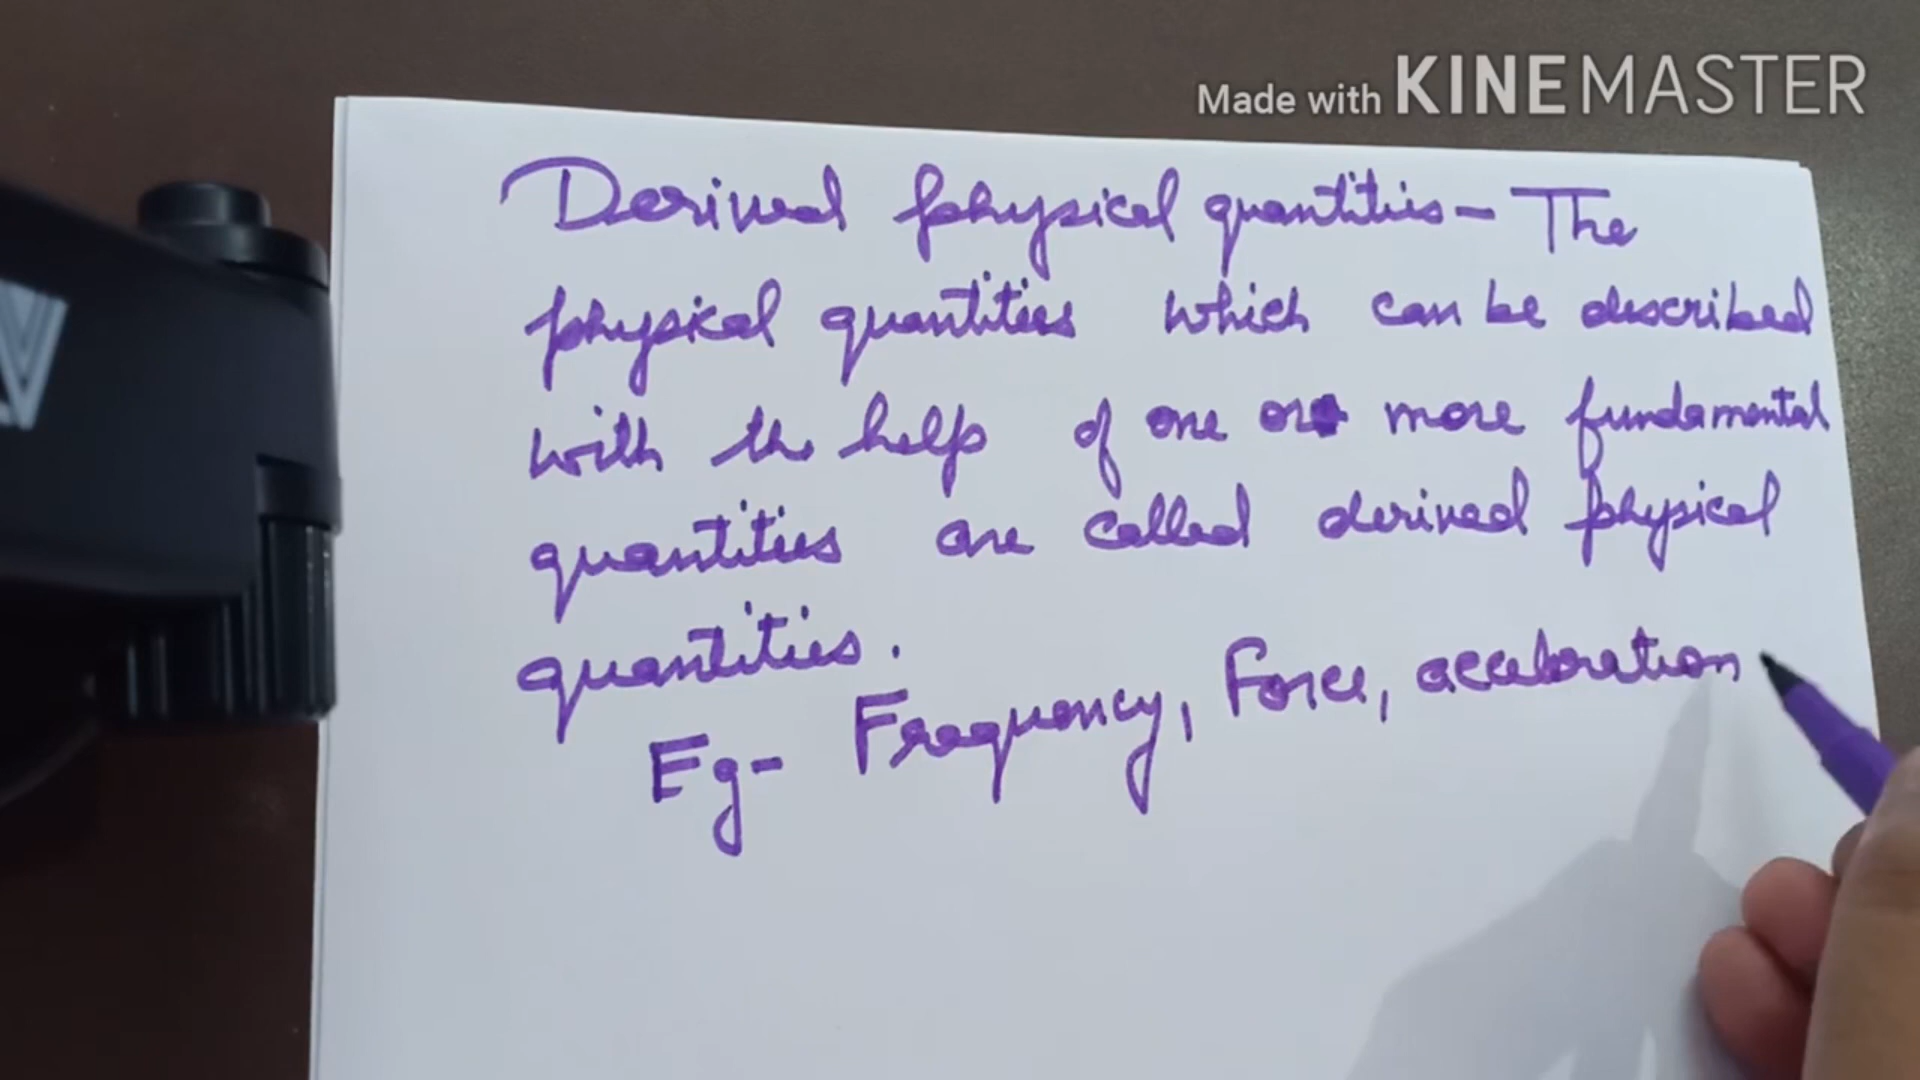 Made with KINEMASTER
Derived physical quantities - The
physical quantities which can be described
with the help of one or more fundamental
quantities are called derived physical
quantities.
Eg- Frequency, Force, acceleration